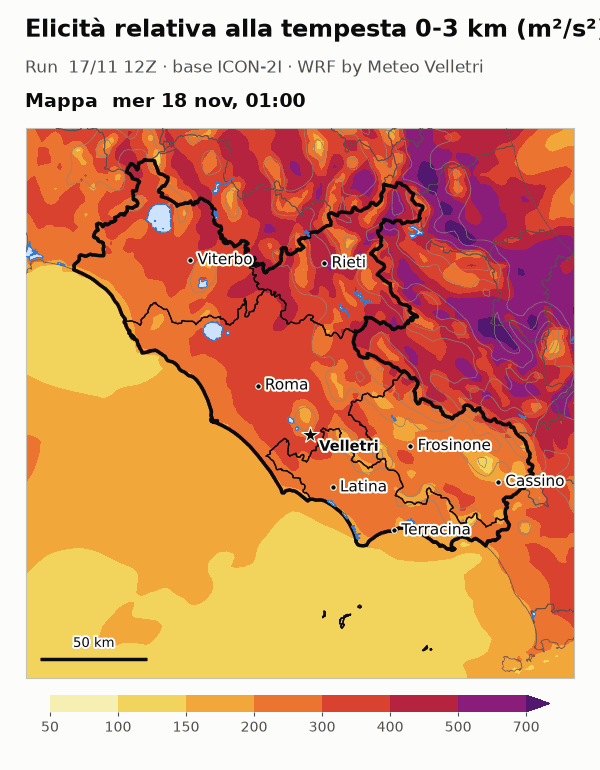 Elicità relativa alla tempesta 0-3 km (m²/s²)
Run  17/11 12Z · base ICON-2I · WRF by Meteo Velletri
Mappa  mer 18 nov, 01:00
Viterbo
Rieti
Roma
Velletri
Frosinone
Cassino
Latina
Terracina
50 km
50 100 150 200 300 400 500 700